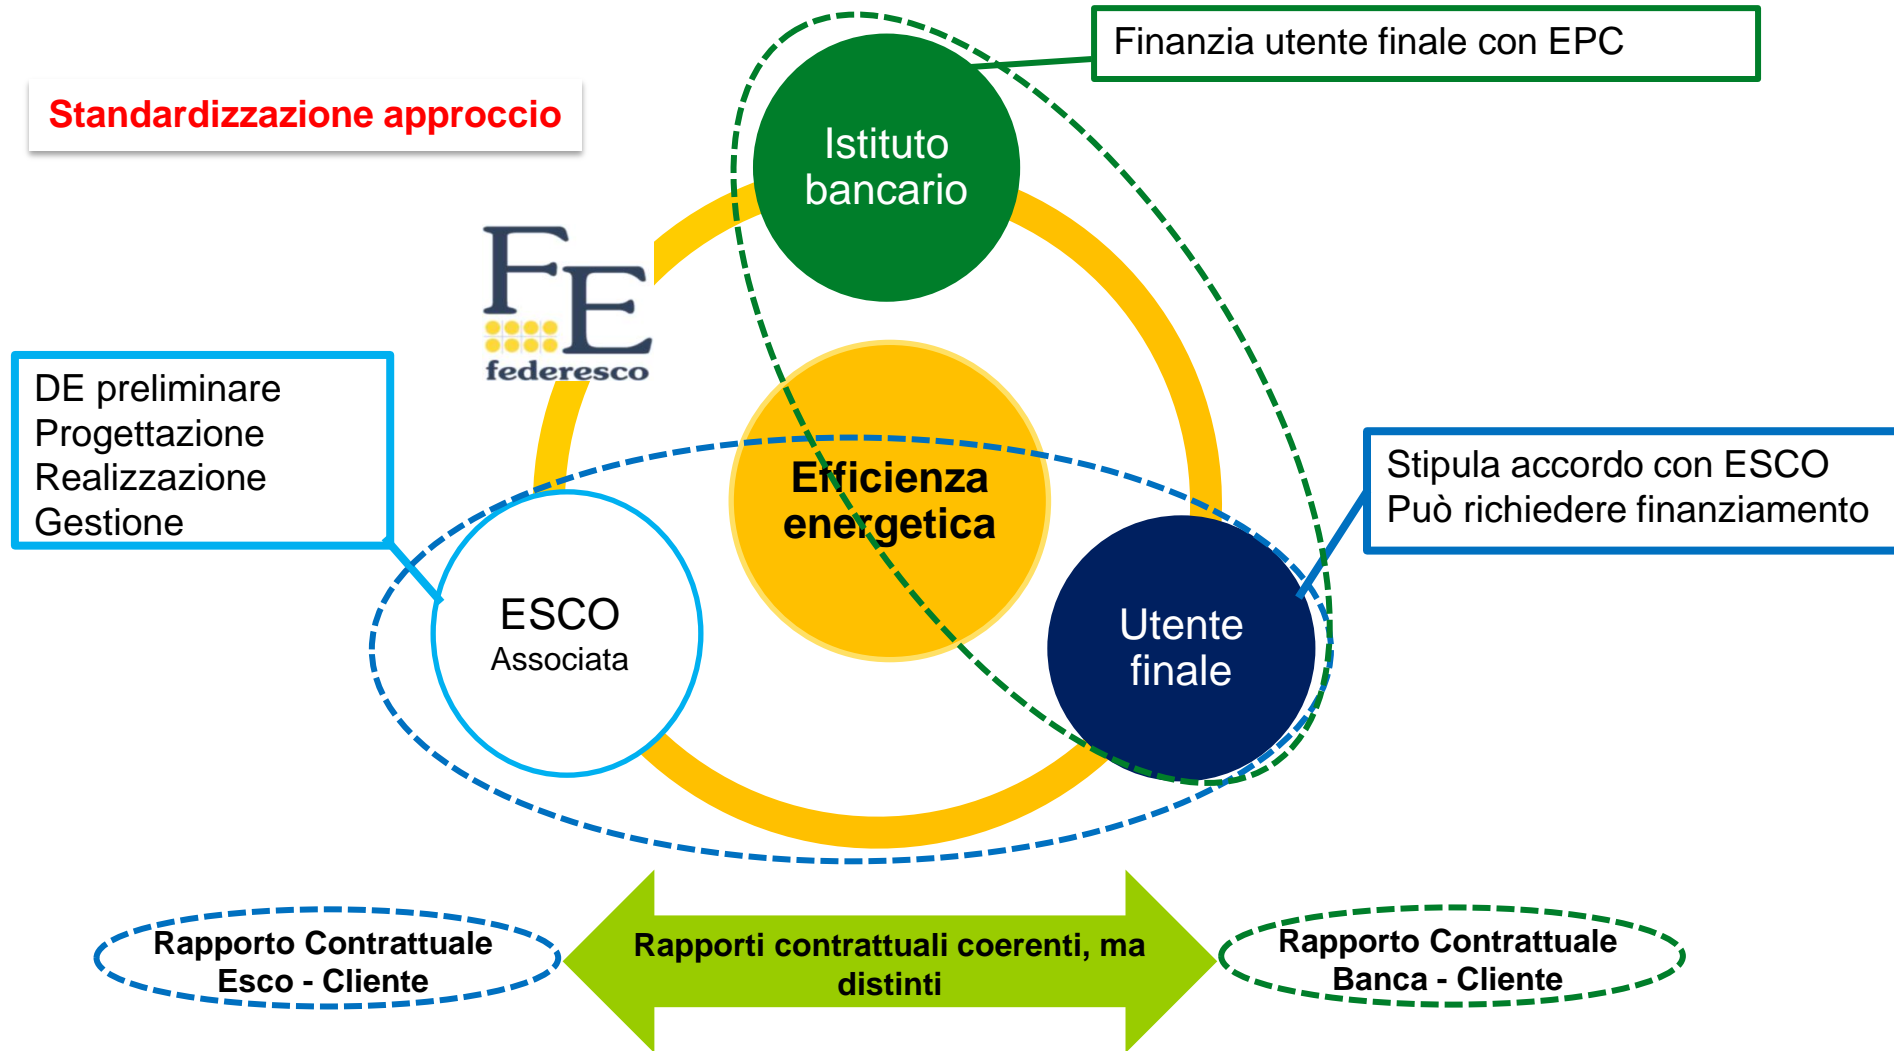 Finanzia utente finale con EPC
Standardizzazione approccio
Istituto
bancario
FE
federesco
DE preliminare
Progettazione
Realizzazione
Gestione
Efficienza
energetica
Stipula accordo con ESCO
Può richiedere finanziamento
ESCO
Associata
Utente
finale
Rapporto Contrattuale
Esco - Cliente
Rapporti contrattuali coerenti, ma
distinti
Rapporto Contrattuale
Banca - Cliente